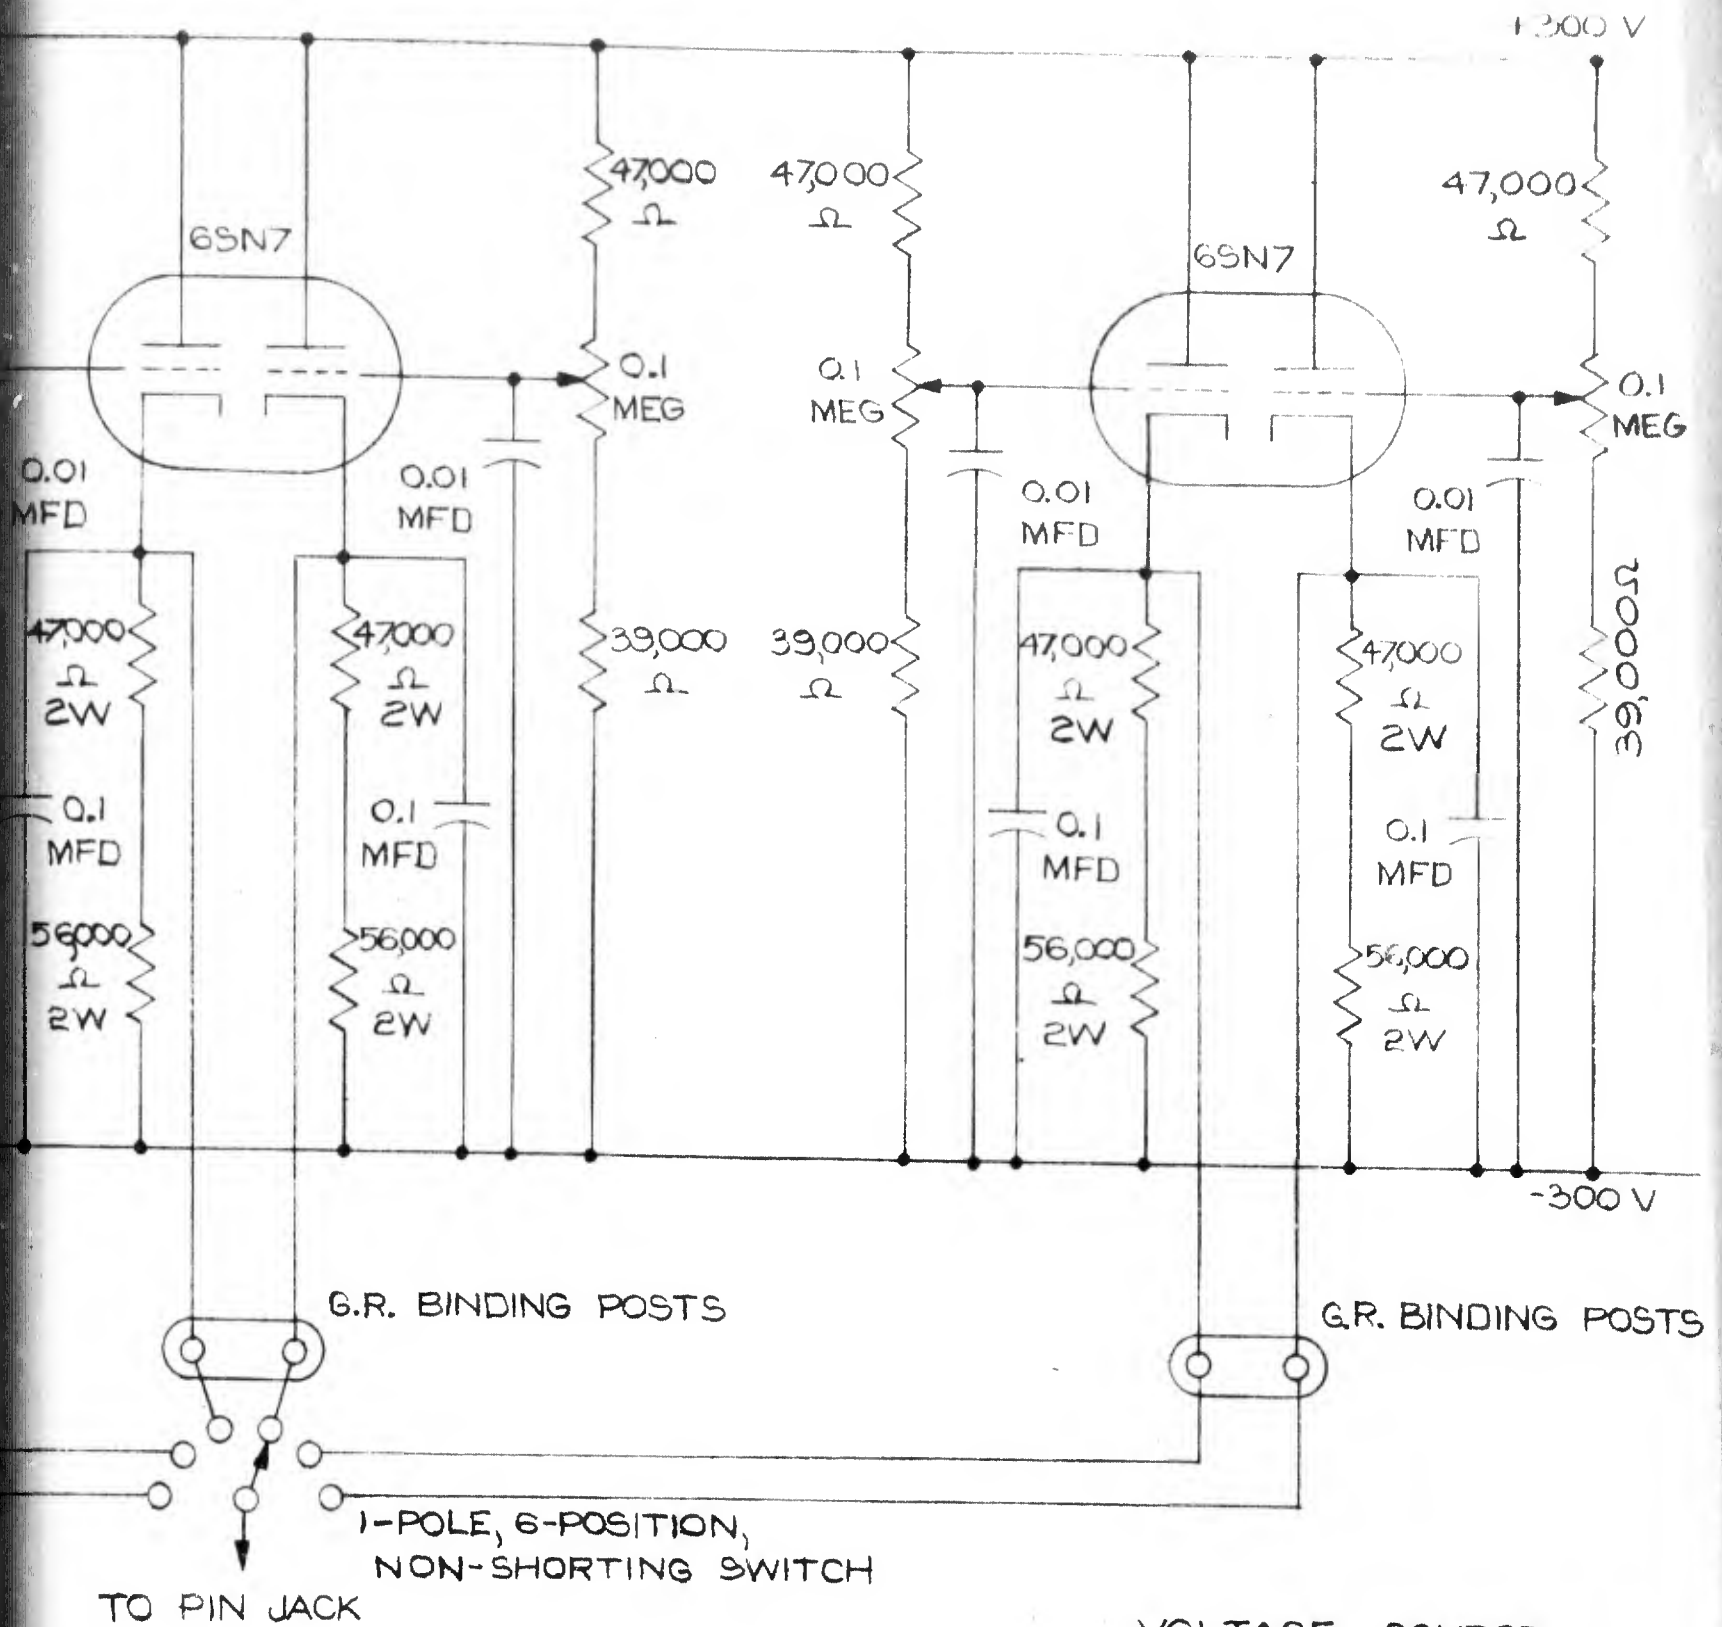 +300 V
47,000
Ω
47,000
Ω
47,000
Ω
6SN7
6SN7
0.1
MEG
0.1
MEG
0.1
MEG
0.01
MFD
0.01
MFD
0.01
MFD
0.01
MFD
47,000
Ω
2W
47,000
Ω
2W
39,000
Ω
39,000
Ω
47,000
Ω
2W
47,000
Ω
2W
39,000Ω
0.1
MFD
0.1
MFD
0.1
MFD
0.1
MFD
56,000
Ω
2W
56,000
Ω
2W
56,000
Ω
2W
56,000
Ω
2W
-300 V
G.R. BINDING POSTS
G.R. BINDING POSTS
1-POLE, 6-POSITION,
NON-SHORTING SWITCH
TO PIN JACK
VOLTAGE